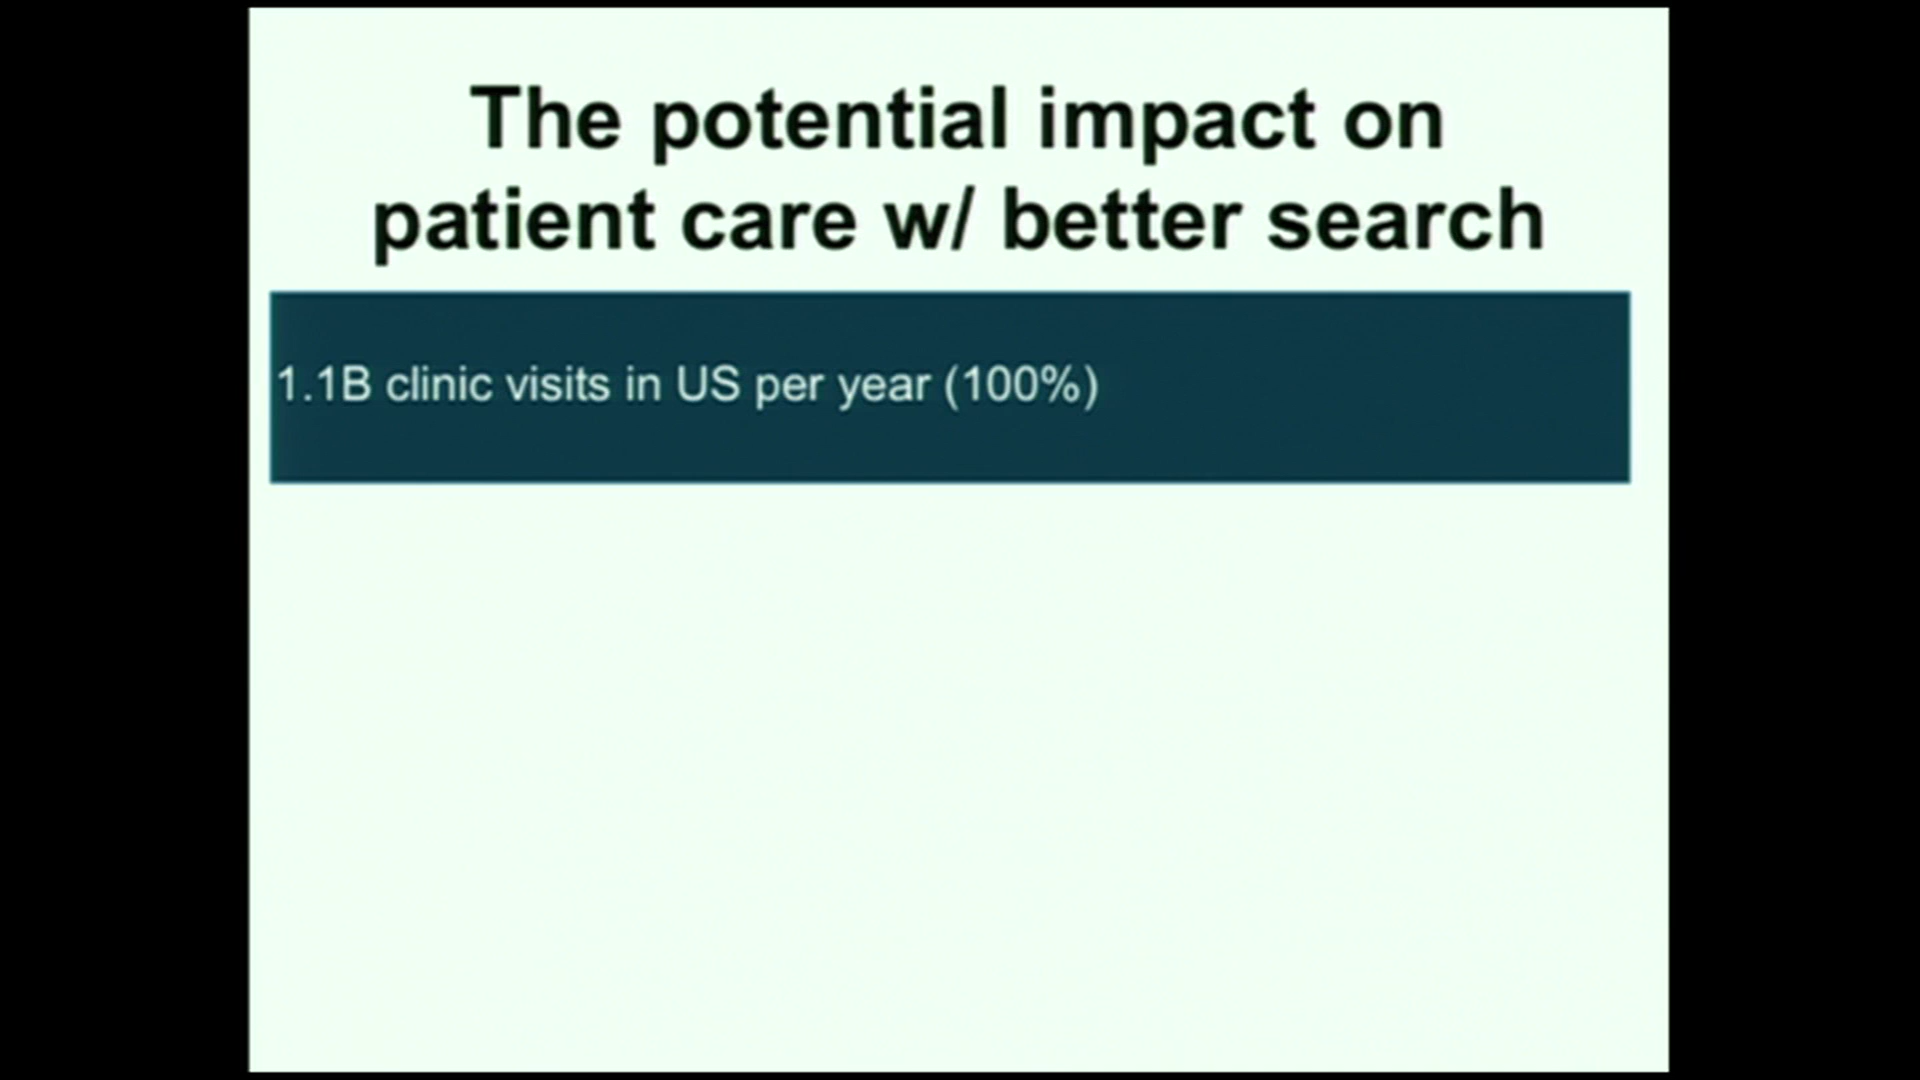 The potential impact on
patient care w/ better search
1.1B clinic visits in US per year (100%)